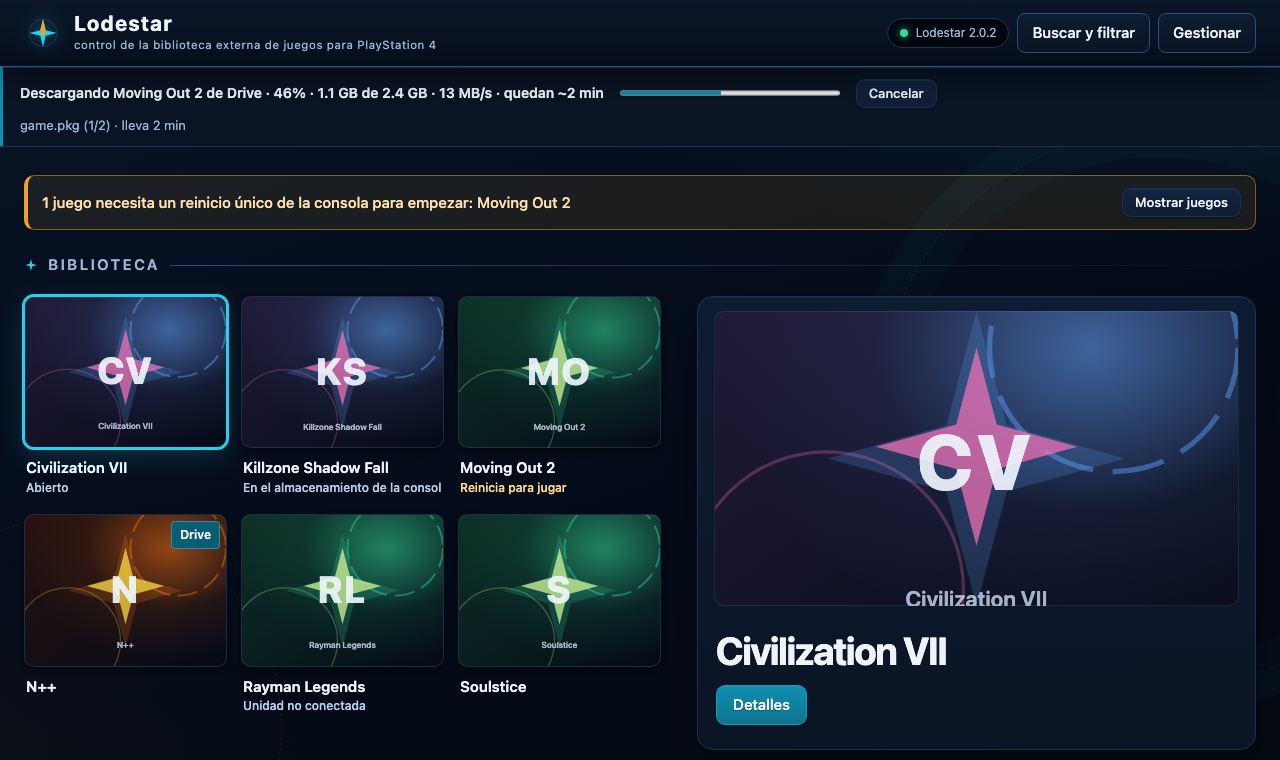 Lodestar
control de la biblioteca externa de juegos para PlayStation 4
Lodestar 2.0.2
Buscar y filtrar
Gestionar
Descargando Moving Out 2 de Drive · 46% · 1.1 GB de 2.4 GB · 13 MB/s · quedan ~2 min
Cancelar
game.pkg (1/2) · lleva 2 min
1 juego necesita un reinicio único de la consola para empezar: Moving Out 2
Mostrar juegos
BIBLIOTECA
CV
Civilization VII
Civilization VII
Abierto
KS
Killzone Shadow Fall
Killzone Shadow Fall
En el almacenamiento de la consol
MO
Moving Out 2
Moving Out 2
Reinicia para jugar
Drive
N
N++
N++
RL
Rayman Legends
Rayman Legends
Unidad no conectada
S
Soulstice
Soulstice
CV
Civilization VII
Civilization VII
Detalles